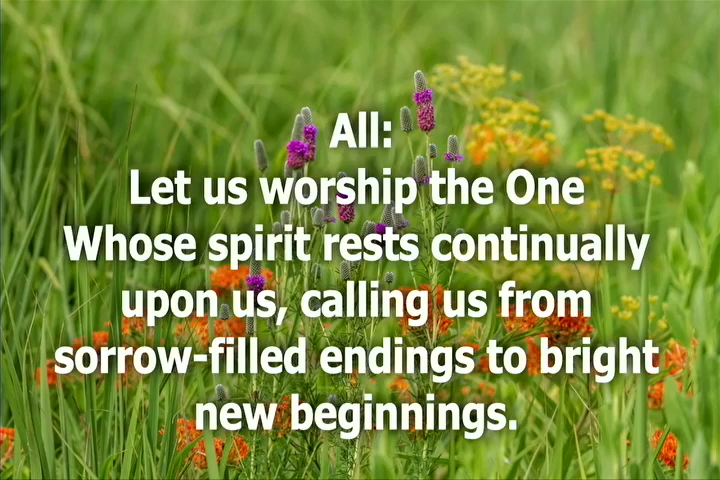 All:
Let us worship the One
Whose spirit rests continually
upon us, calling us from
sorrow-filled endings to bright
new beginnings.